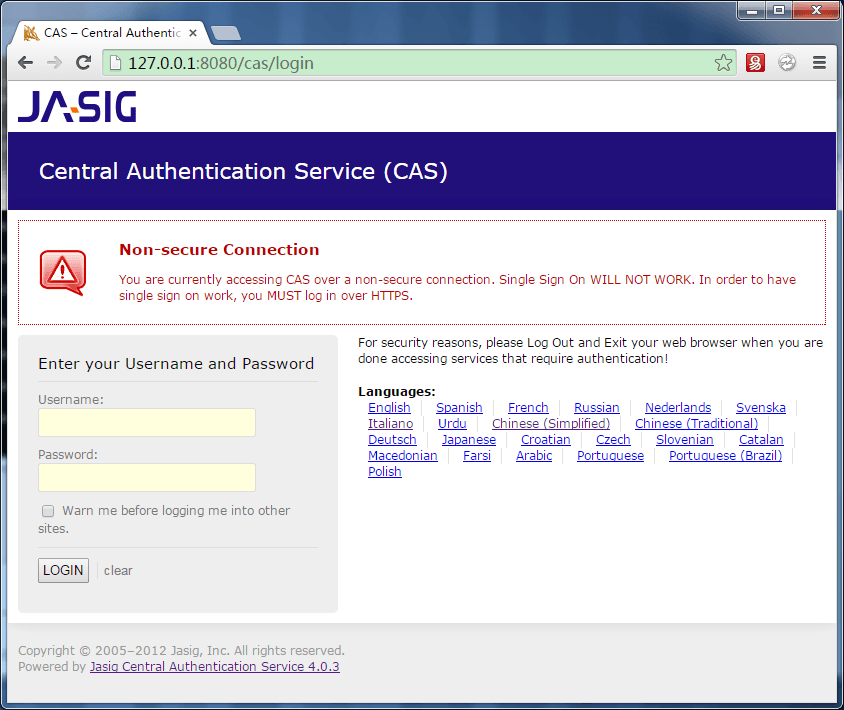 CAS – Central Authentic
127.0.0.1:8080/cas/login
JASIG
Central Authentication Service (CAS)
Non-secure Connection
You are currently accessing CAS over a non-secure connection. Single Sign On WILL NOT WORK. In order to have
single sign on work, you MUST log in over HTTPS.
Enter your Username and Password
Username:
Password:
Warn me before logging me into other
sites.
LOGIN clear
For security reasons, please Log Out and Exit your web browser when you are
done accessing services that require authentication!
Languages:
English Spanish French Russian Nederlands Svenska
Italiano Urdu Chinese (Simplified) Chinese (Traditional)
Deutsch Japanese Croatian Czech Slovenian Catalan
Macedonian Farsi Arabic Portuguese Portuguese (Brazil)
Polish
Copyright © 2005–2012 Jasig, Inc. All rights reserved.
Powered by Jasig Central Authentication Service 4.0.3